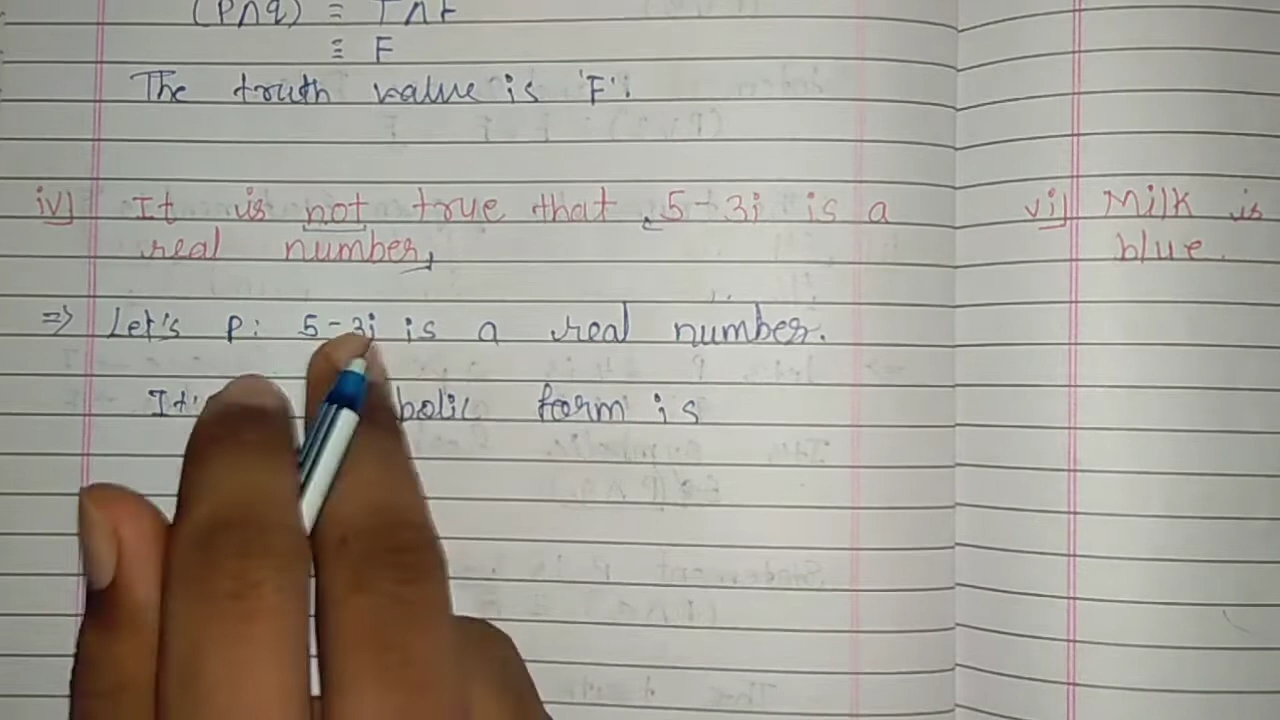 (p∧q) ≡ T∧F
≡ F
The truth value is 'F'.
iv) It is not true that 5-3i is a
real number,
⇒ Let's p: 5-3i is a real number.
form is
vi) Milk is
blue.